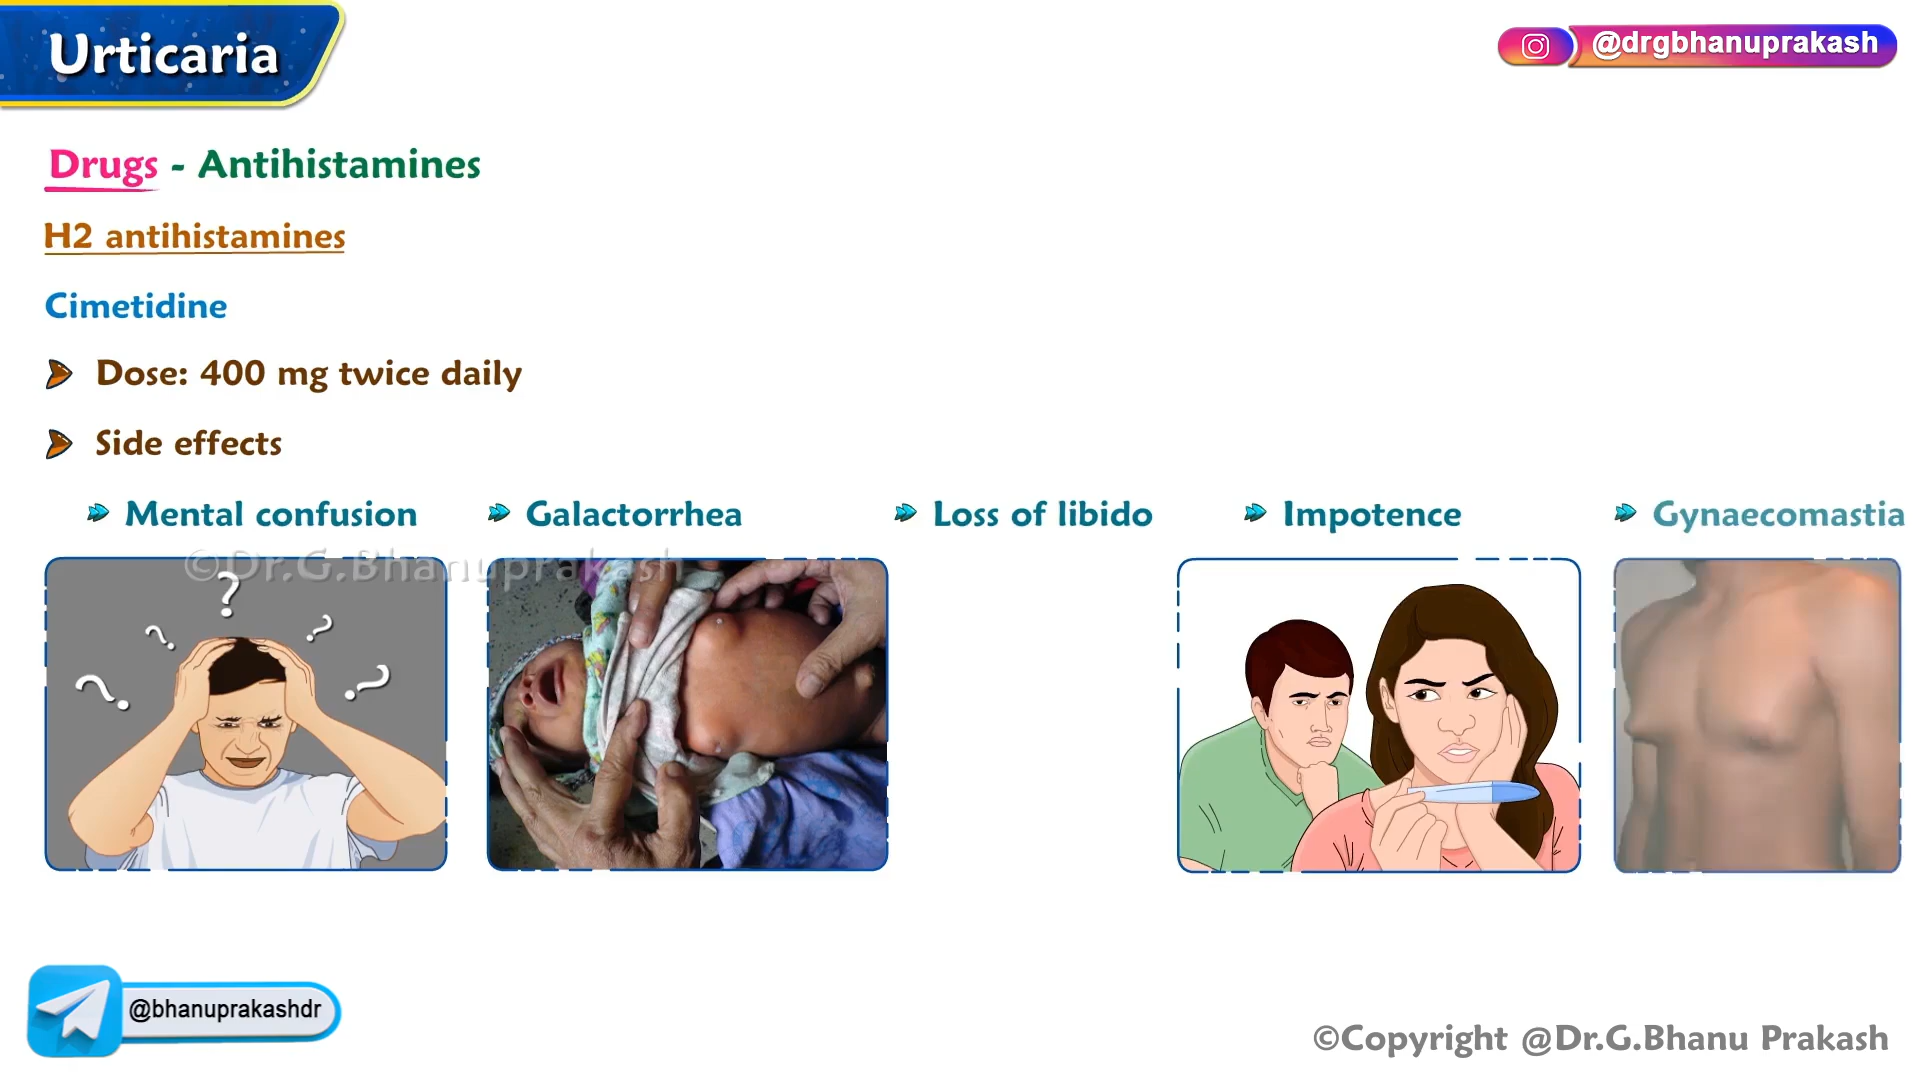 Urticaria
@drgbhanuprakash
Drugs - Antihistamines
H2 antihistamines
Cimetidine
Dose: 400 mg twice daily
Side effects
Mental confusion
Galactorrhea
Loss of libido
Impotence
Gynaecomastia
©Dr.G.Bhanuprakash
? ? ? ? ?
@bhanuprakashdr
©Copyright @Dr.G.Bhanu Prakash